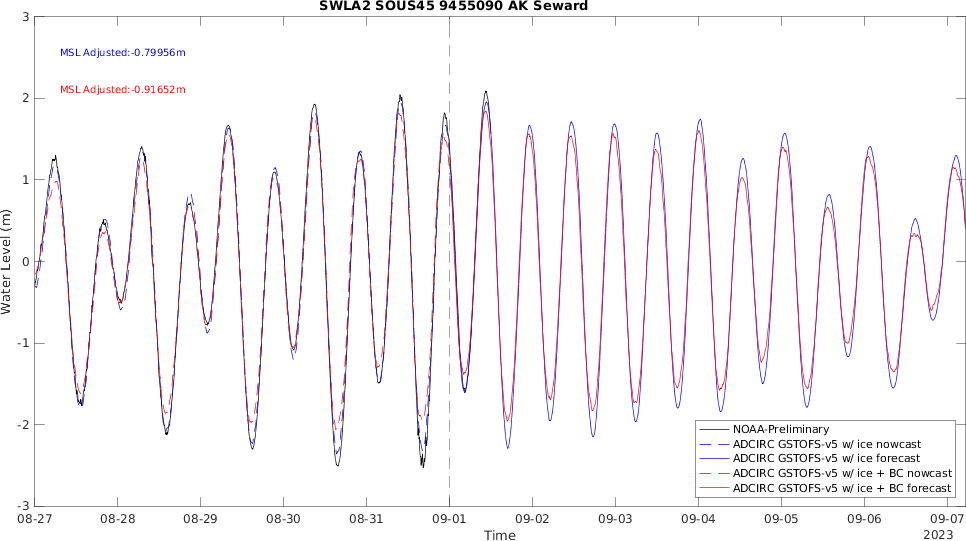 SWLA2 SOUS45 9455090 AK Seward
MSL Adjusted:-0.79956m
MSL Adjusted:-0.91652m
Water Level (m)
3
2
1
0
-1
-2
-3
NOAA-Preliminary
ADCIRC GSTOFS-v5 w/ ice nowcast
ADCIRC GSTOFS-v5 w/ ice forecast
ADCIRC GSTOFS-v5 w/ ice + BC nowcast
ADCIRC GSTOFS-v5 w/ ice + BC forecast
08-27 08-28 08-29 08-30 08-31 09-01 09-02 09-03 09-04 09-05 09-06 09-07
2023
Time